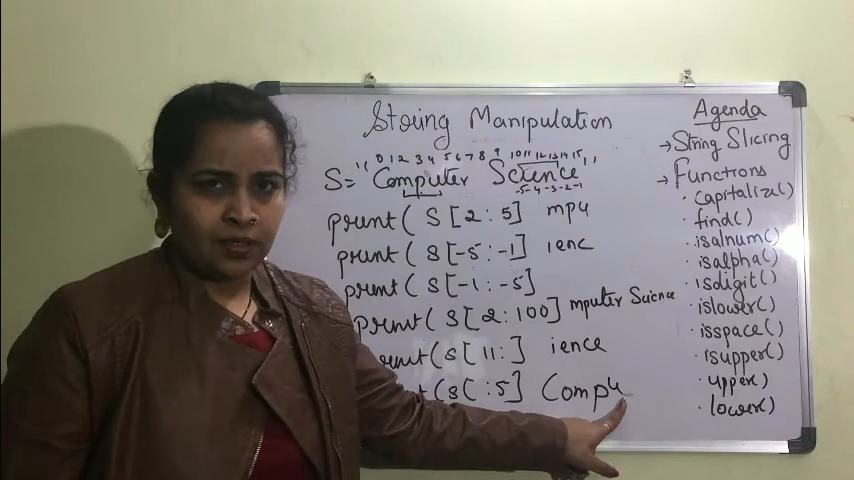 String Manipulation
0 1 2 3 4 5 6 7 8 9 10 11 12 13 14 15
S= "Computer Science"
-5 -4 -3 -2 -1
print( S[2:5] mpu
print( S[-5:-1] ienc
print( S[-1:-5]
print( S[2:100] mputer Science
print(S[11:] ience
t(S[:5] Compu
Agenda
→String Slicing
→ Functions
· capitalize()
· find()
· isalnum()
· isalpha()
· isdigit()
· islower()
· isspace()
· isupper()
· upper()
· lower()